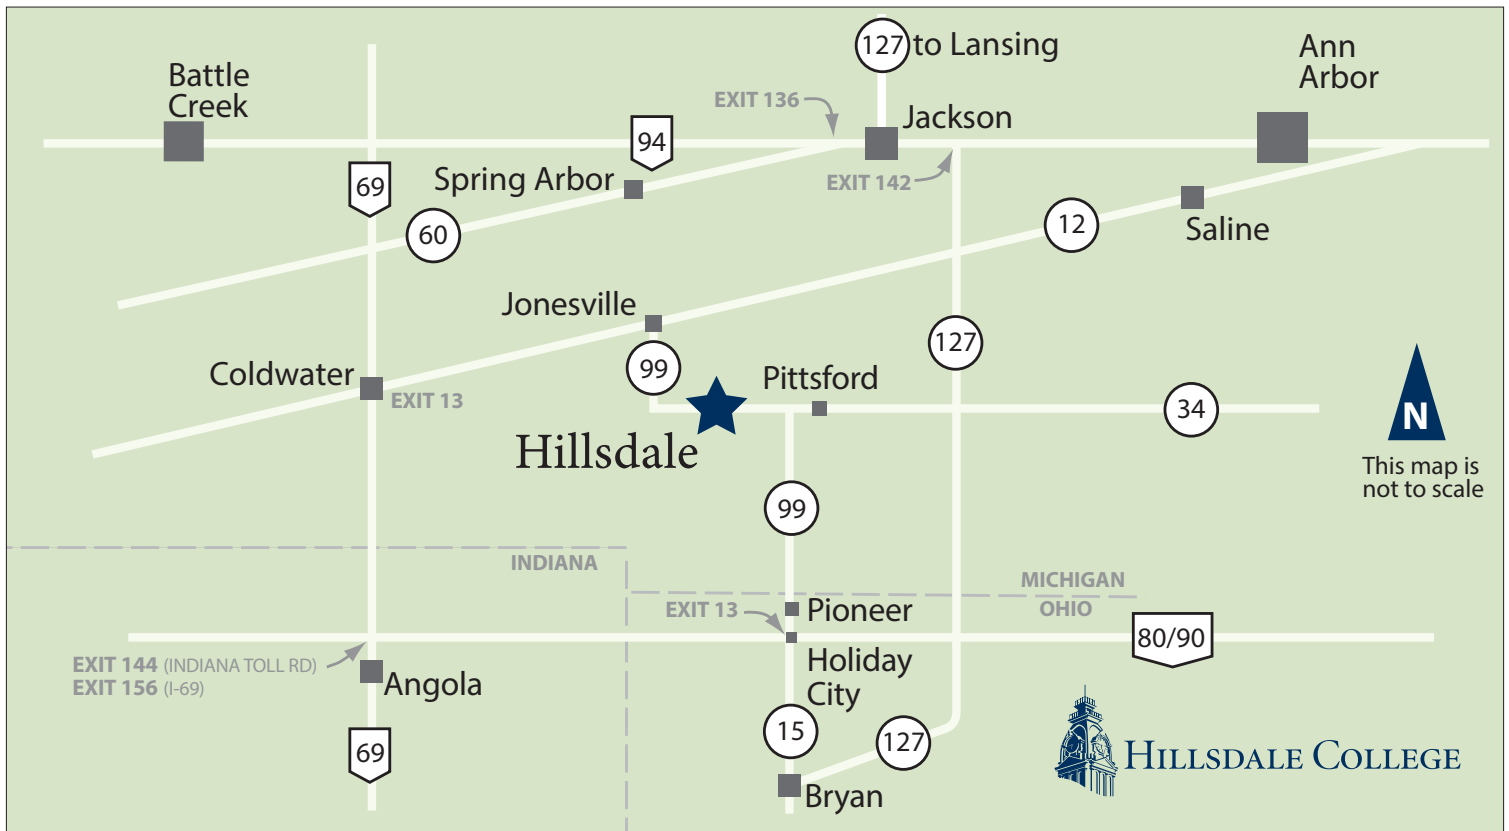 127 to Lansing
Ann
Arbor
Battle
Creek
EXIT 136
Jackson
94
69
Spring Arbor
EXIT 142
60
12
Saline
Jonesville
127
99
Pittsford
Coldwater
EXIT 13
34
N
Hillsdale
This map is
not to scale
99
INDIANA
MICHIGAN
OHIO
EXIT 13
Pioneer
80/90
Holiday
City
EXIT 144 (INDIANA TOLL RD)
EXIT 156 (I-69)
Angola
15
127
69
HILLSDALE COLLEGE
Bryan